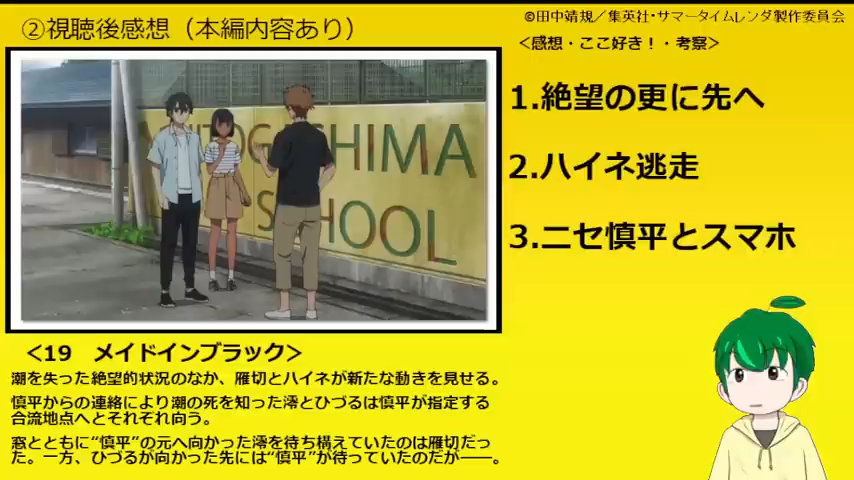 ②視聴後感想（本編内容あり）
©田中靖規／集英社・サマータイムレンダ製作委員会
＜感想・ここ好き！・考察＞
1.絶望の更に先へ
2.ハイネ逃走
3.ニセ慎平とスマホ
HIMA
SCHOOL
＜19　メイドインブラック＞
潮を失った絶望的状況のなか、雁切とハイネが新たな動きを見せる。
慎平からの連絡により潮の死を知った澪とひづるは慎平が指定する
合流地点へとそれぞれ向う。
窓とともに“慎平”の元へ向かった澪を待ち構えていたのは雁切だっ
た。一方、ひづるが向かった先には“慎平”が待っていたのだが――。